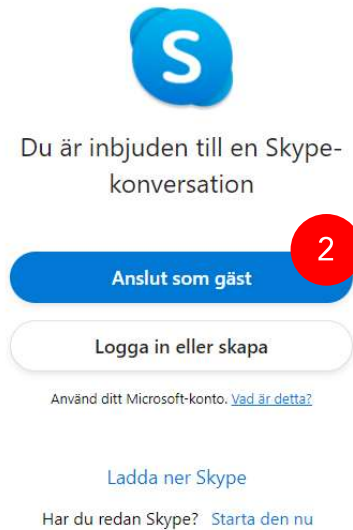 S
Du är inbjuden till en Skype-
konversation
2
Anslut som gäst
Logga in eller skapa
Använd ditt Microsoft-konto. Vad är detta?
Ladda ner Skype
Har du redan Skype? Starta den nu